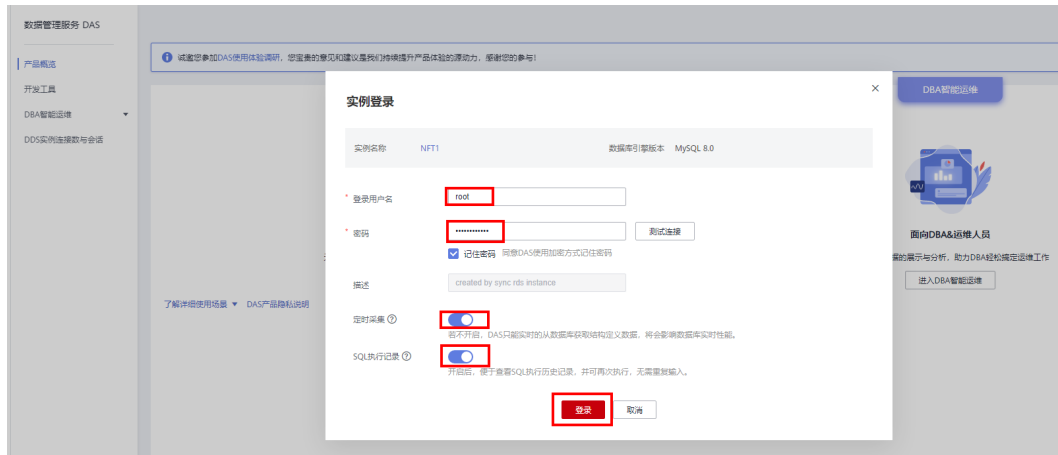 数据管理服务 DAS
产品概览
开发工具
DBA智能运维
DDS实例连接数与会话
诚邀您参加DAS使用体验调研，您宝贵的意见和建议是我们持续提升产品体验的源动力，感谢您的参与！
了解详细使用场景 DAS产品隐私说明
实例登录
实例名称 NFT1 数据库引擎版本 MySQL 8.0
* 登录用户名 root
* 密码 ············ 测试连接
记住密码 同意DAS使用加密方式记住密码
描述 created by sync rds instance
定时采集
若不开启，DAS只能实时的从数据库获取结构定义数据，将会影响数据库实时性能。
SQL执行记录
开启后，便于查看SQL执行历史记录，并可再次执行，无需重复输入。
登录 取消
DBA智能运维
面向DBA&运维人员
的展示与分析，助力DBA轻松搞定运维工作
进入DBA智能运维